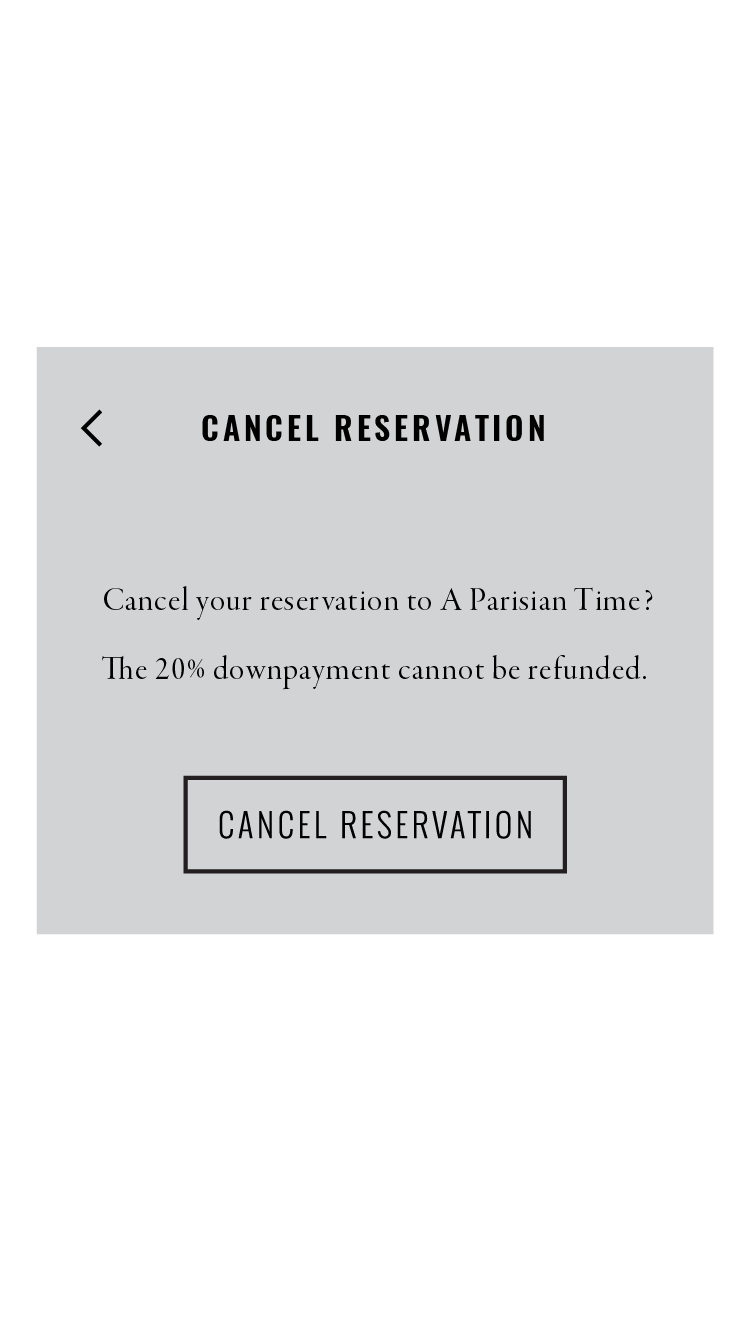 CANCEL RESERVATION
Cancel your reservation to A Parisian Time?
The 20% downpayment cannot be refunded.
CANCEL RESERVATION